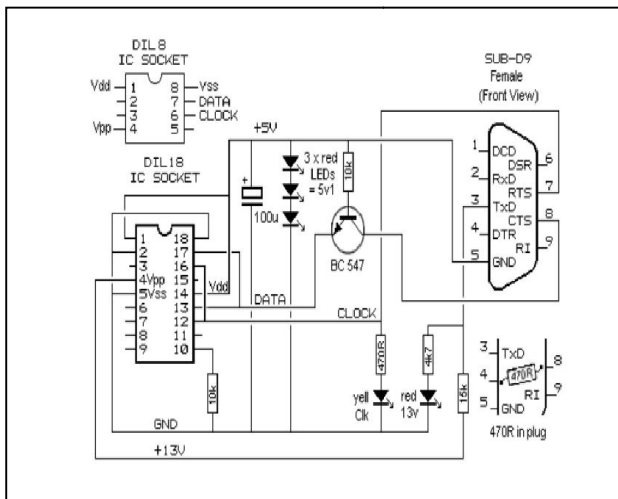 DIL8
IC SOCKET
Vdd
1
8
Vss
2
7
DATA
3
6
CLOCK
Vpp
4
5
SUB-D9
Female
(Front View)
1
DCD
DSR
6
2
RxD
RTS
7
3
TxD
CTS
8
4
DTR
RI
9
5
GND
+5V
3 x red
LEDs
= 5v1
10k
+
100u
BC 547
DIL18
IC SOCKET
1
18
2
17
3
16
4Vpp
15
5Vss
14
Vdd
6
13
DATA
7
12
CLOCK
8
11
9
10
10k
470R
4k7
15k
yell
Clk
red
13v
GND
+13V
3
TxD
4
470R
8
5
GND
RI
9
470R in plug